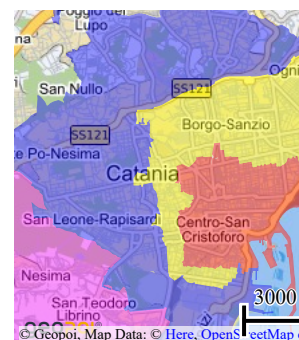 Poggio del
Lupo
SS121
Ogni
San Nullo
Borgo-Sanzio
SS121
te Po-Nesima
Catania
San Leone-Rapisardi
Centro-San
Cristoforo
Nesima
San Teodoro
Librino
3000
© Geopoi, Map Data: © Here, OpenStreetMap c